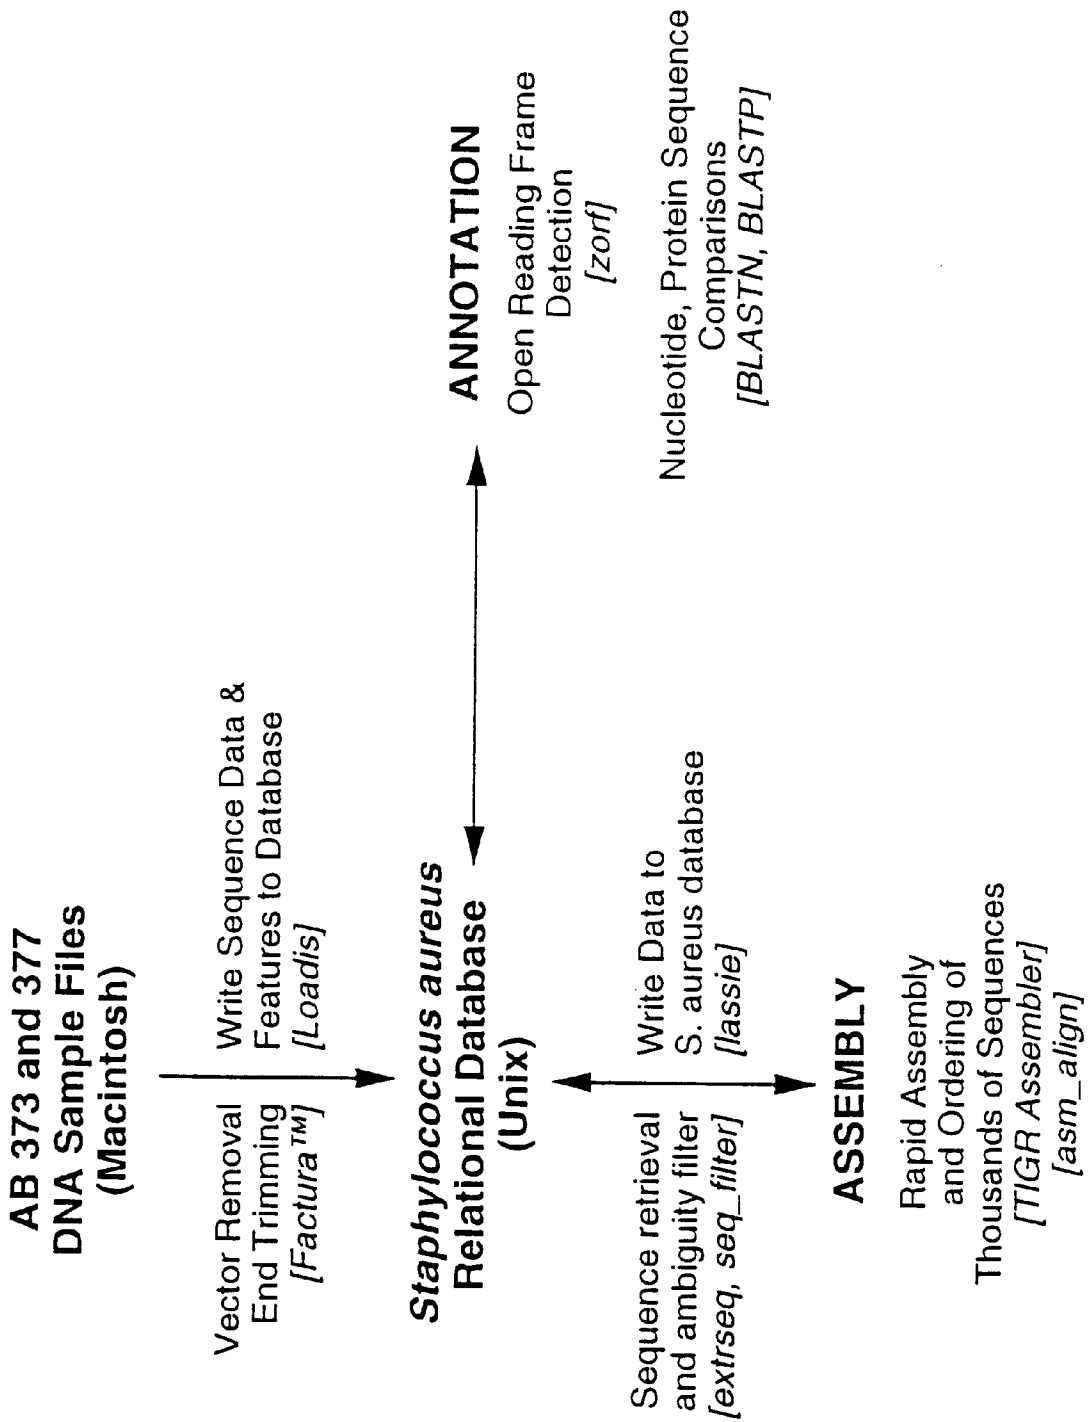 AB 373 and 377
DNA Sample Files
(Macintosh)
Vector Removal
End Trimming
[Factura™]
Write Sequence Data &
Features to Database
[Loadis]
Staphylococcus aureus
Relational Database
(Unix)
ANNOTATION
Open Reading Frame
Detection
[zorf]
Nucleotide, Protein Sequence
Comparisons
[BLASTN, BLASTP]
Sequence retrieval
and ambiguity filter
[extrseq, seq_filter]
Write Data to
S. aureus database
[lassie]
ASSEMBLY
Rapid Assembly
and Ordering of
Thousands of Sequences
[TIGR Assembler]
[asm_align]